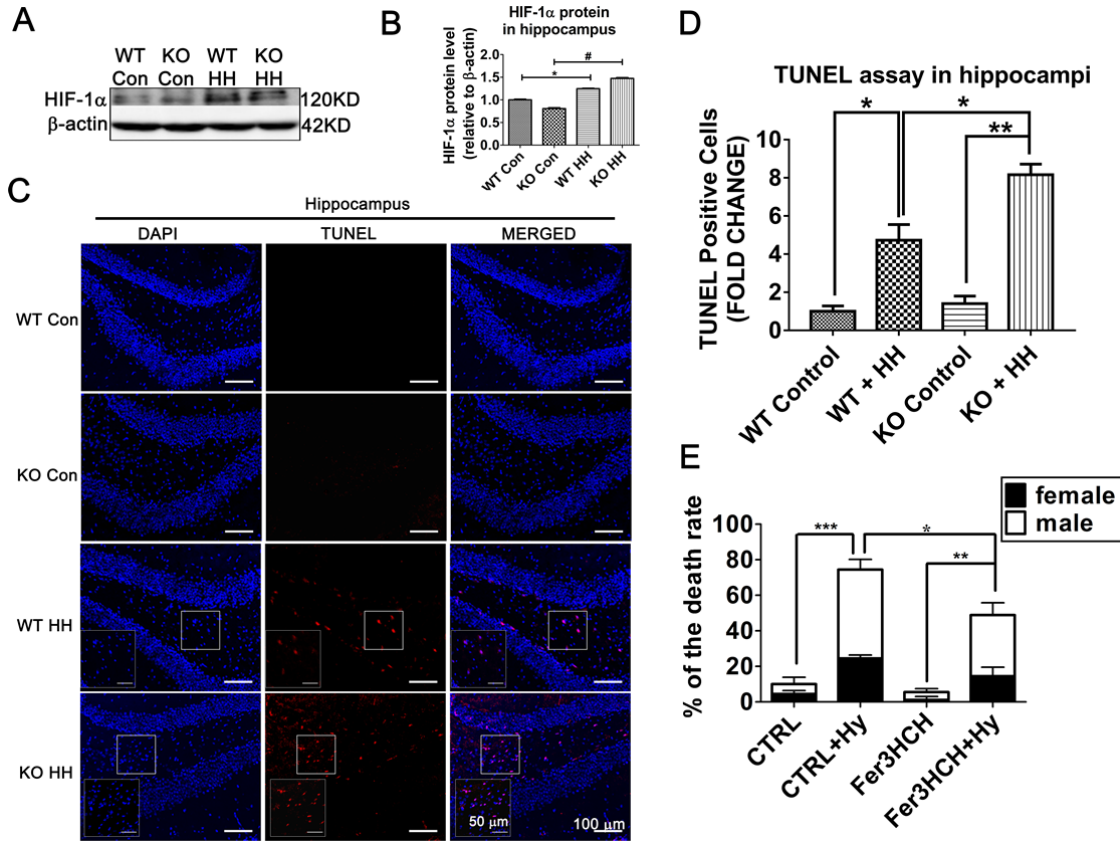 A
WT KO WT KO
Con Con HH HH
HIF-1α 120KD
β-actin 42KD
B
HIF-1α protein
in hippocampus
HIF-1α protein level
(relative to β-actin)
2.0
1.5
1.0
0.5
0.0
*
#
WT Con
KO Con
WT HH
KO HH
C
Hippocampus
DAPI TUNEL MERGED
WT Con
KO Con
WT HH
KO HH
50 µm
100 µm
D
TUNEL assay in hippocampi
TUNEL Positive Cells
(FOLD CHANGE)
10
8
6
4
2
0
* *
**
WT Control
WT + HH
KO Control
KO + HH
E
female
male
% of the death rate
100
80
60
40
20
0
*** *
**
CTRL
CTRL+Hy
Fer3HCH
Fer3HCH+Hy